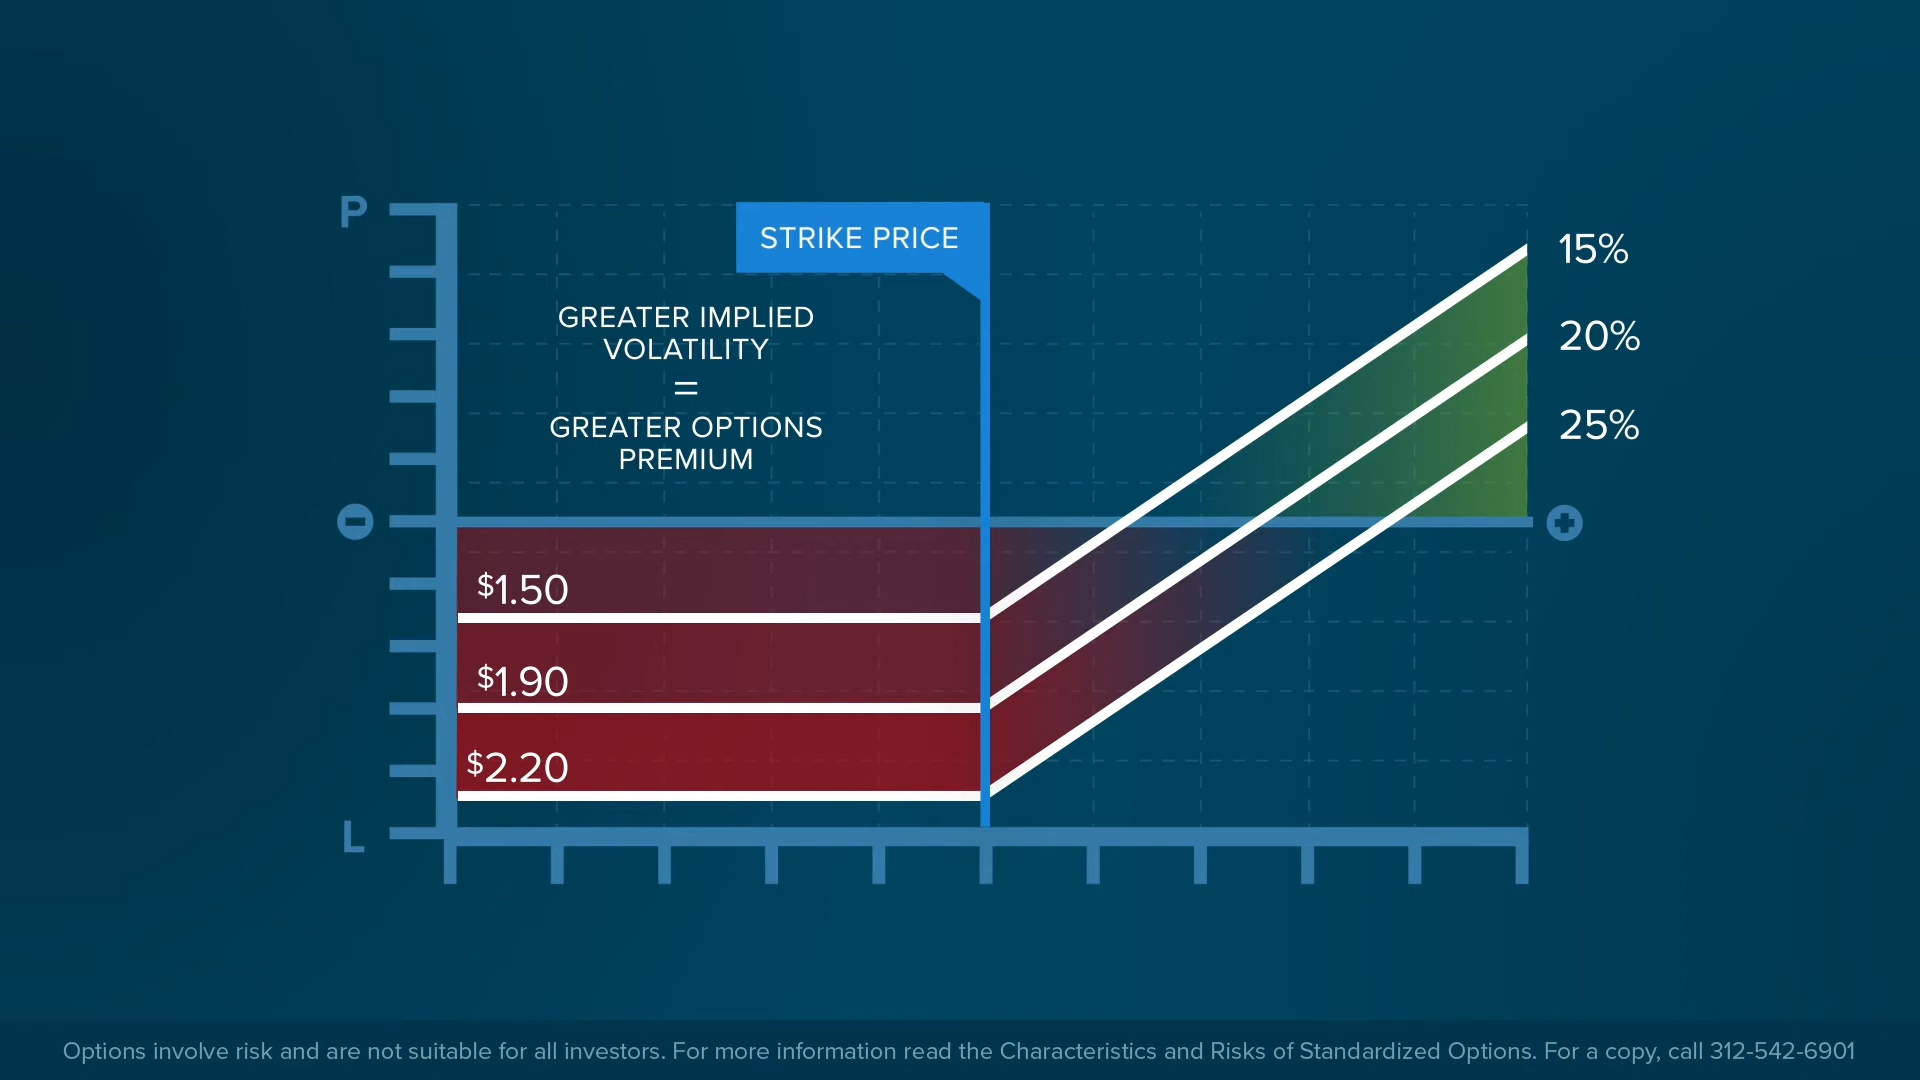 P
STRIKE PRICE
15%
GREATER IMPLIED
VOLATILITY
=
GREATER OPTIONS
PREMIUM
20%
25%
$1.50
$1.90
$2.20
L
Options involve risk and are not suitable for all investors. For more information read the Characteristics and Risks of Standardized Options. For a copy, call 312-542-6901